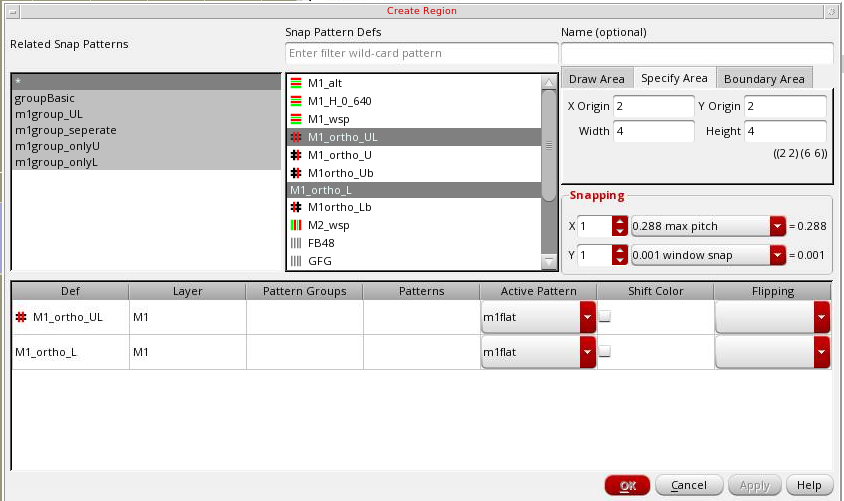 Create Region
Related Snap Patterns
*
groupBasic
m1group_UL
m1group_seperate
m1group_onlyU
m1group_onlyL
Snap Pattern Defs
Enter filter wild-card pattern
M1_alt
M1_H_0_640
M1_wsp
M1_ortho_UL
M1_ortho_U
M1ortho_Ub
M1_ortho_L
M1ortho_Lb
M2_wsp
FB48
GFG
Name (optional)
Draw Area Specify Area Boundary Area
X Origin 2 Y Origin 2
Width 4 Height 4
((2 2) (6 6))
Snapping
X 1 0.288 max pitch = 0.288
Y 1 0.001 window snap = 0.001
Def Layer Pattern Groups Patterns Active Pattern Shift Color Flipping
M1_ortho_UL M1 m1flat
M1_ortho_L M1 m1flat
OK Cancel Apply Help